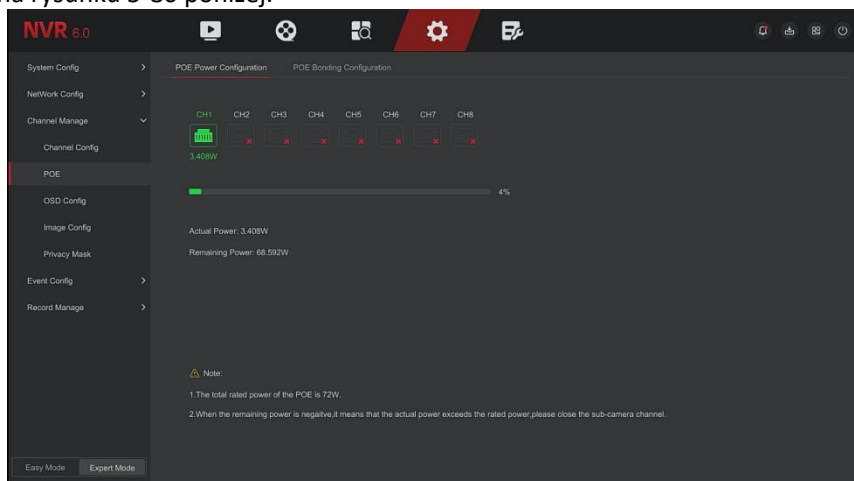 na rysunku 5-80 poniżej.
NVR 6.0
System Config
POE Power Configuration POE Bonding Configuration
NetWork Config
Channel Manage
CH1 CH2 CH3 CH4 CH5 CH6 CH7 CH8
Channel Config
3.408W
POE
4%
OSD Config
Image Config
Actual Power: 3.408W
Privacy Mask
Remaining Power: 68.592W
Event Config
Record Manage
Note:
1.The total rated power of the POE is 72W.
2.When the remaining power is negaitve,it means that the actual power exceeds the rated power,please close the sub-camera channel.
Easy Mode Expert Mode